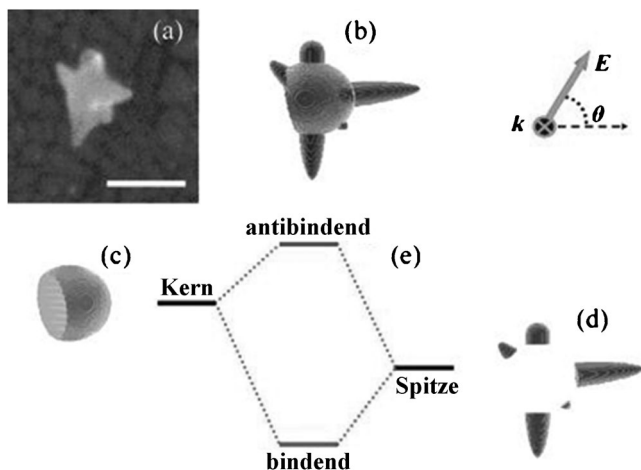 (a)
(b)
E
k
θ
antibindend
(c)
(e)
Kern
(d)
Spitze
bindend